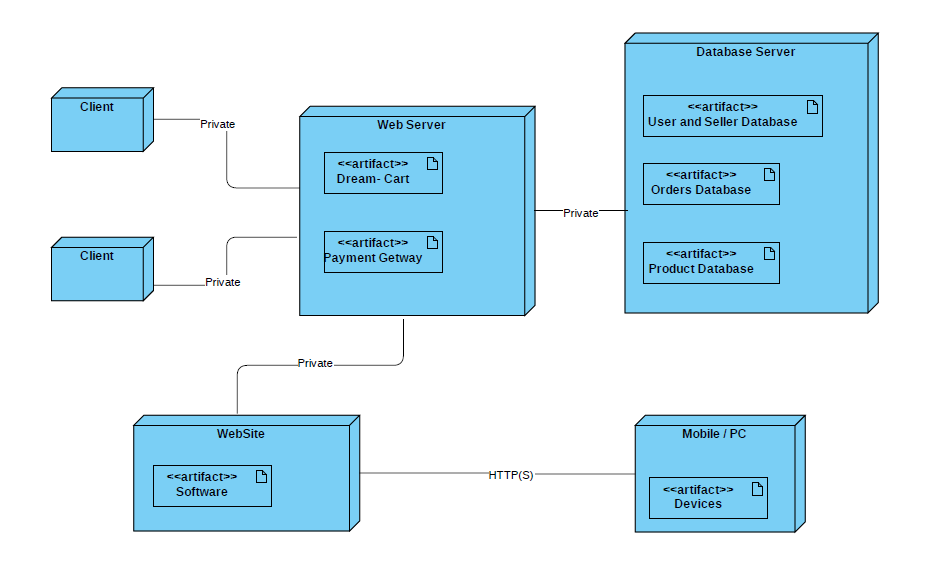 Database Server
<<artifact>>
User and Seller Database
<<artifact>>
Orders Database
<<artifact>>
Product Database
Client
Private
Web Server
<<artifact>>
Dream- Cart
<<artifact>>
Payment Getway
Private
Client
Private
Private
WebSite
<<artifact>>
Software
HTTP(S)
Mobile / PC
<<artifact>>
Devices